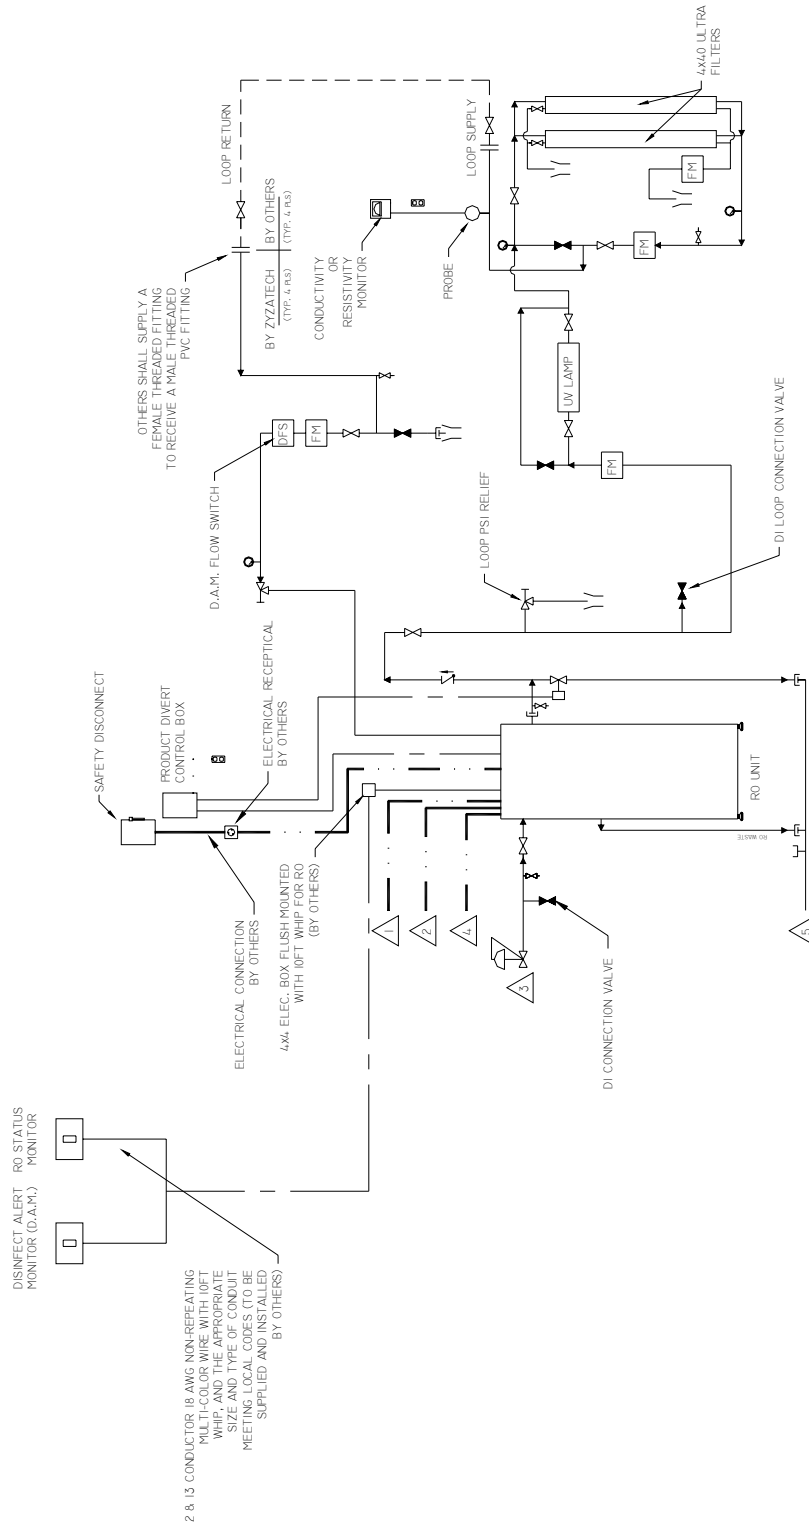 DISINFECT ALERT
MONITOR (D.A.M.)
RO STATUS
MONITOR
2 & 13 CONDUCTOR 18 AWG NON-REPEATING
MULTI-COLOR WIRE WITH 10FT
WHIP, AND THE APPROPRIATE
SIZE AND TYPE OF CONDUIT
MEETING LOCAL CODES (TO BE
SUPPLIED AND INSTALLED
BY OTHERS)
SAFETY DISCONNECT
PRODUCT DIVERT
CONTROL BOX
ELECTRICAL CONNECTION
BY OTHERS
ELECTRICAL RECEPTICAL
BY OTHERS
4x4 ELEC. BOX FLUSH MOUNTED
WITH 10FT WHIP FOR RO
(BY OTHERS)
1
2
4
3
5
DI CONNECTION VALVE
RO UNIT
RO WASTE
OTHERS SHALL SUPPLY A
FEMALE THREADED FITTING
TO RECEIVE A MALE THREADED
PVC FITTING
D.A.M. FLOW SWITCH
DFS
FM
LOOP RETURN
BY ZYZATECH
(TYP. 4 PLS)
BY OTHERS
(TYP. 4 PLS)
CONDUCTIVITY
OR
RESISTIVITY
MONITOR
PROBE
LOOP SUPPLY
LOOP PSI RELIEF
FM
UV LAMP
DI LOOP CONNECTION VALVE
FM
FM
4x40 ULTRA
FILTERS